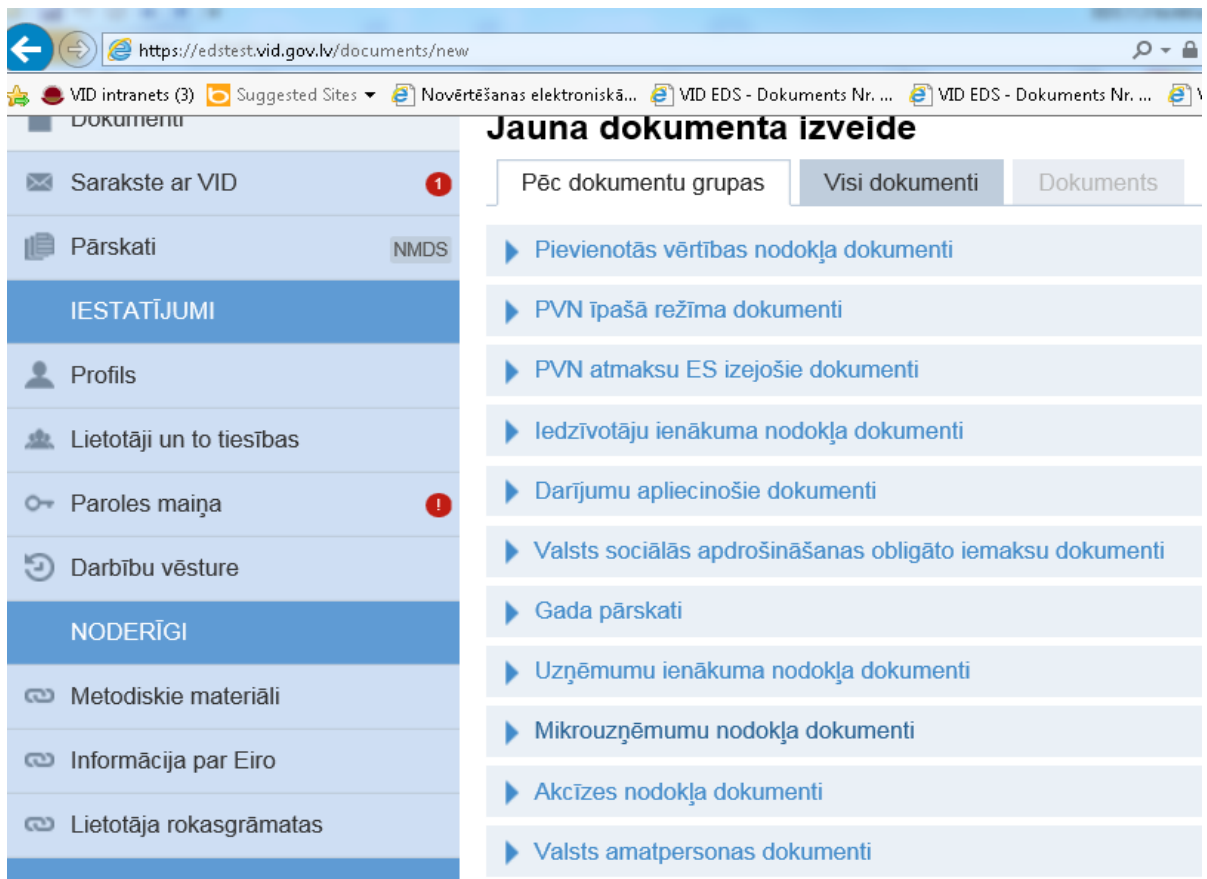 https://edstest.vid.gov.lv/documents/new
VID intranets (3) Suggested Sites Novērtēšanas elektroniskā... VID EDS - Dokuments Nr. ... VID EDS - Dokuments Nr. ...
Dokumenti
Sarakste ar VID 1
Pārskati NMDS
IESTATĪJUMI
Profils
Lietotāji un to tiesības
Paroles maiņa !
Darbību vēsture
NODERĪGI
Metodiskie materiāli
Informācija par Eiro
Lietotāja rokasgrāmatas
Jauna dokumenta izveide
Pēc dokumentu grupas Visi dokumenti Dokuments
Pievienotās vērtības nodokļa dokumenti
PVN īpašā režīma dokumenti
PVN atmaksu ES izejošie dokumenti
Iedzīvotāju ienākuma nodokļa dokumenti
Darījumu apliecinošie dokumenti
Valsts sociālās apdrošināšanas obligāto iemaksu dokumenti
Gada pārskati
Uzņēmumu ienākuma nodokļa dokumenti
Mikrouzņēmumu nodokļa dokumenti
Akcīzes nodokļa dokumenti
Valsts amatpersonas dokumenti